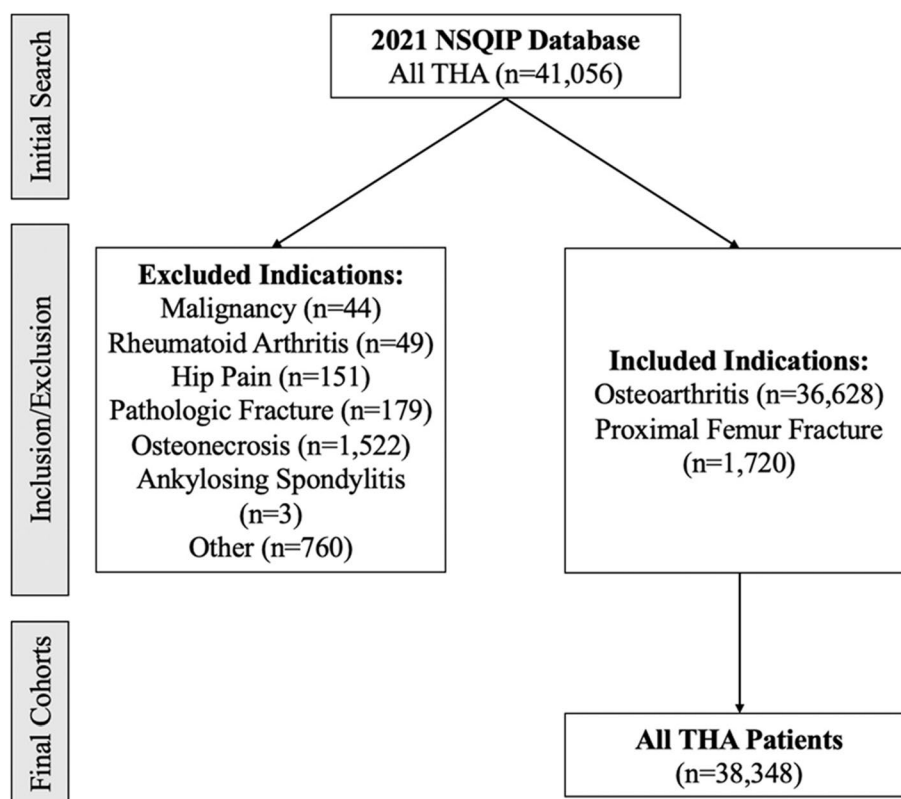 Initial Search
2021 NSQIP Database
All THA (n=41,056)
Inclusion/Exclusion
Excluded Indications:
Malignancy (n=44)
Rheumatoid Arthritis (n=49)
Hip Pain (n=151)
Pathologic Fracture (n=179)
Osteonecrosis (n=1,522)
Ankylosing Spondylitis
(n=3)
Other (n=760)
Included Indications:
Osteoarthritis (n=36,628)
Proximal Femur Fracture
(n=1,720)
Final Cohorts
All THA Patients
(n=38,348)